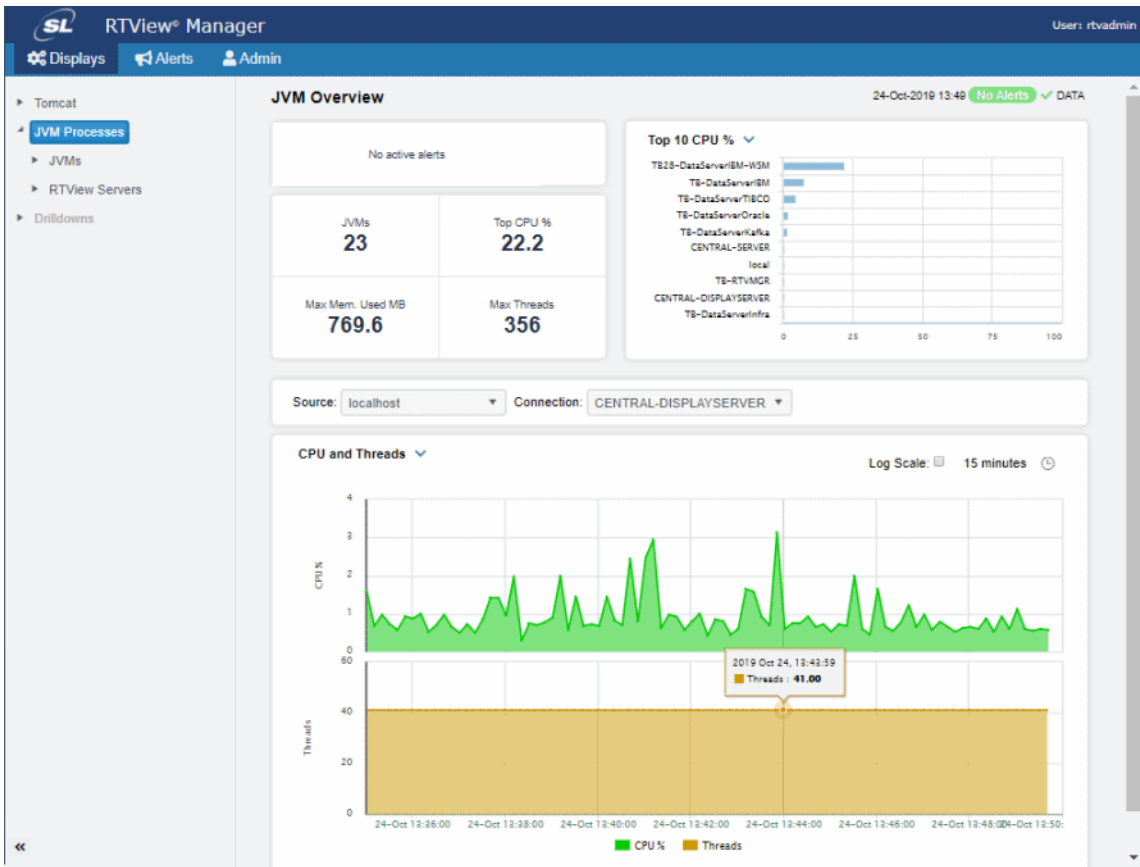 SL RTView® Manager User: rtvadmin
Displays Alerts Admin
Tomcat
JVM Processes
JVMs
RTView Servers
Drilldowns
JVM Overview
24-Oct-2019 13:49 No Alerts DATA
No active alerts
JVMs
23
Top CPU %
22.2
Max Mem. Used MB
769.6
Max Threads
356
Top 10 CPU %
TB28-DataServerIBM-WSM
TB-DataServerIBM
TB-DataServerTIBCO
TB-DataServerOracle
TB-DataServerKafka
CENTRAL-SERVER
local
TB-RTVMGR
CENTRAL-DISPLAYSERVER
TB-DataServerInfra
0 25 50 75 100
Source: localhost Connection: CENTRAL-DISPLAYSERVER
CPU and Threads
Log Scale: 15 minutes
4
3
2
1
0
CPU %
60
40
20
0
Threads
2019 Oct 24, 13:43:59
Threads : 41.00
24-Oct 13:36:00 24-Oct 13:38:00 24-Oct 13:40:00 24-Oct 13:42:00 24-Oct 13:44:00 24-Oct 13:46:00 24-Oct 13:48:00 24-Oct 13:50:
CPU % Threads